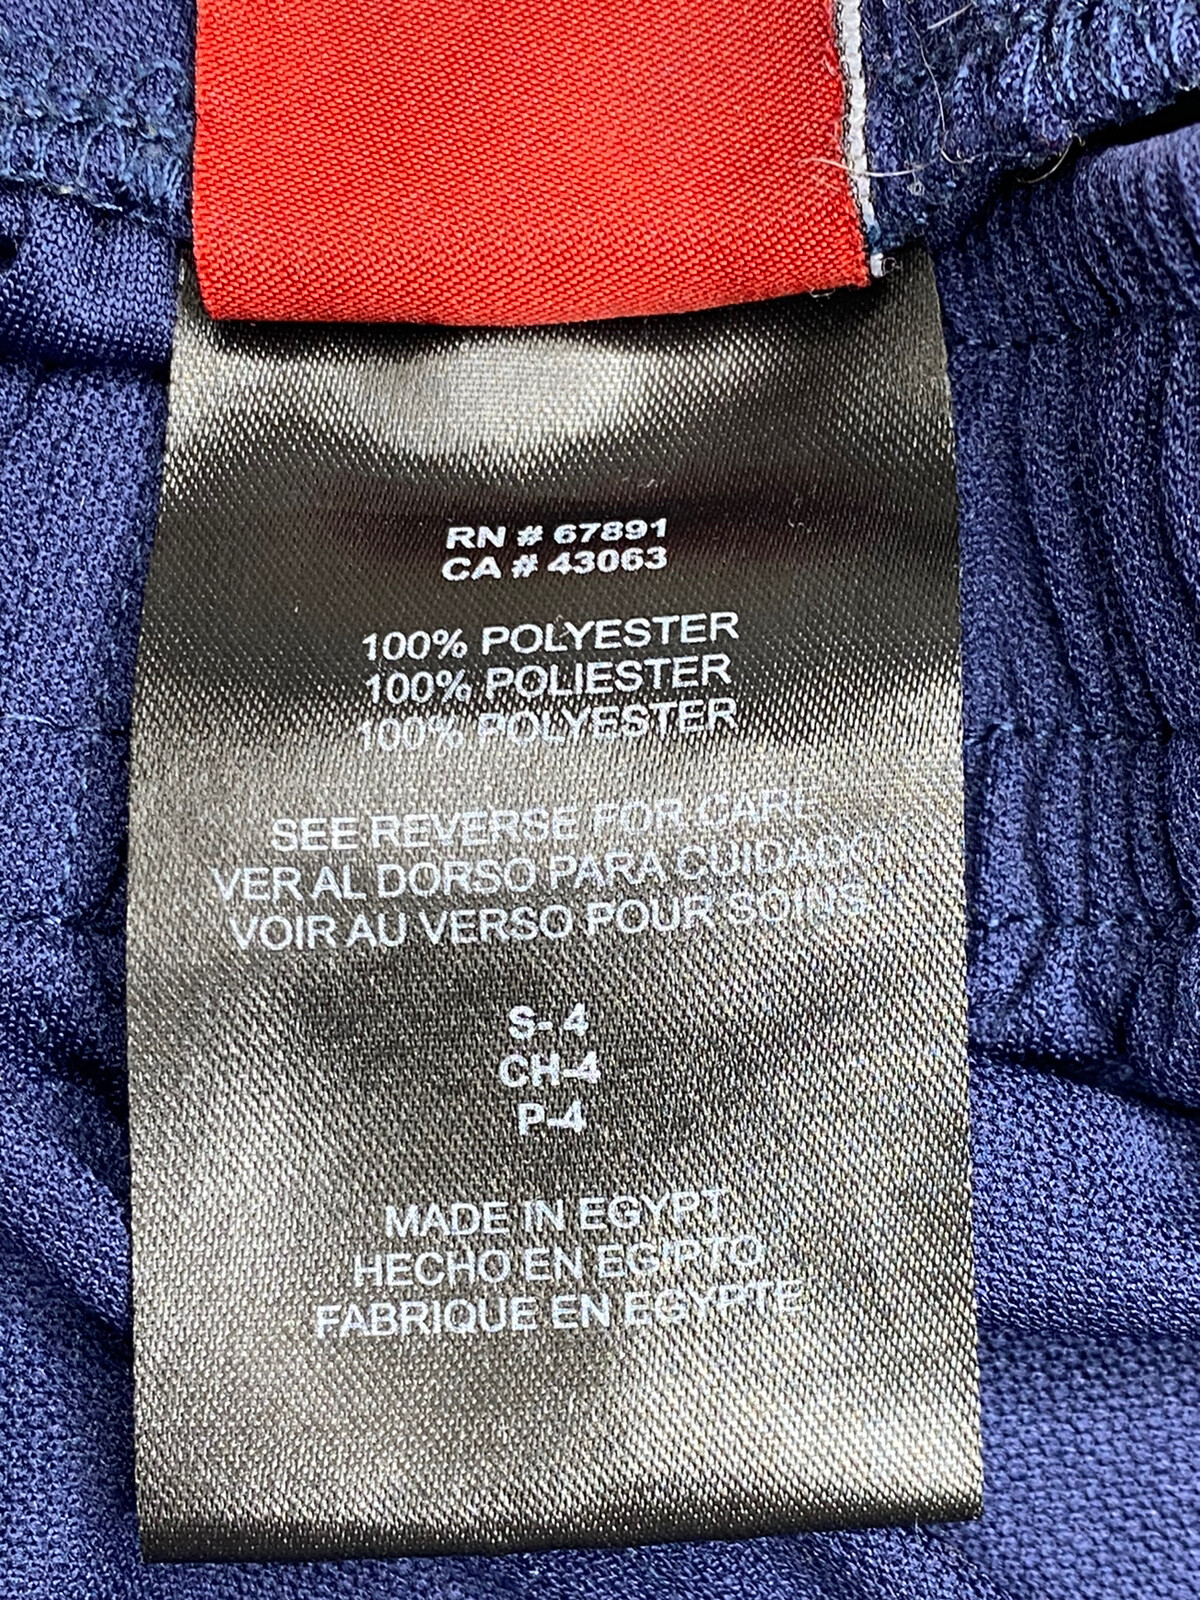 RN # 67891
CA # 43063
100% POLYESTER
100% POLIESTER
100% POLYESTER
SEE REVERSE FOR CARE
VER AL DORSO PARA CUIDADO
VOIR AU VERSO POUR SOINS
S- 4
CH-4
P-4
MADE IN EGYPT
HECHO EN EGIPTO
FABRIQUE EN EGYPTE